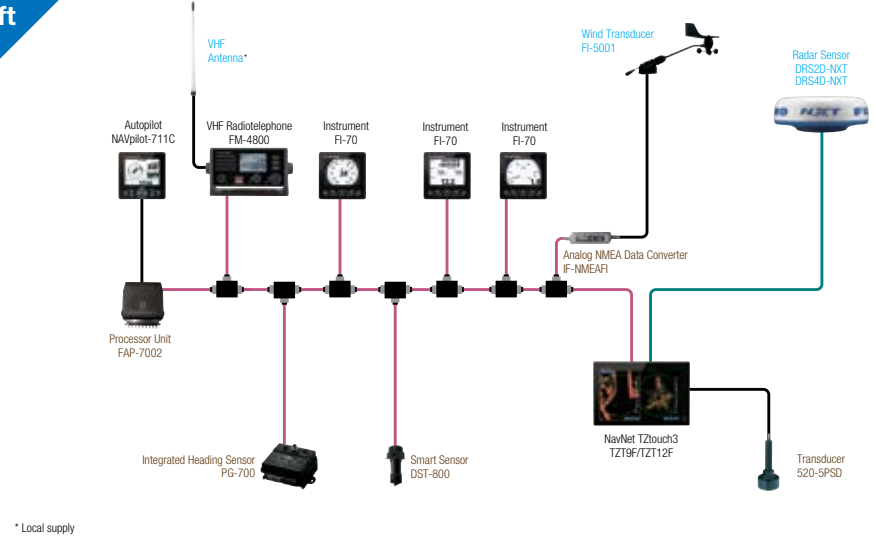 ft
VHF
Antenna*
Wind Transducer
FI-5001
Radar Sensor
DRS2D-NXT
DRS4D-NXT
NXT
Autopilot
NAVpilot-711C
VHF Radiotelephone
FM-4800
Instrument
FI-70
Instrument
FI-70
Instrument
FI-70
Analog NMEA Data Converter
IF-NMEAFI
Processor Unit
FAP-7002
Integrated Heading Sensor
PG-700
Smart Sensor
DST-800
NavNet TZtouch3
TZT9F/TZT12F
Transducer
520-5PSD
* Local supply